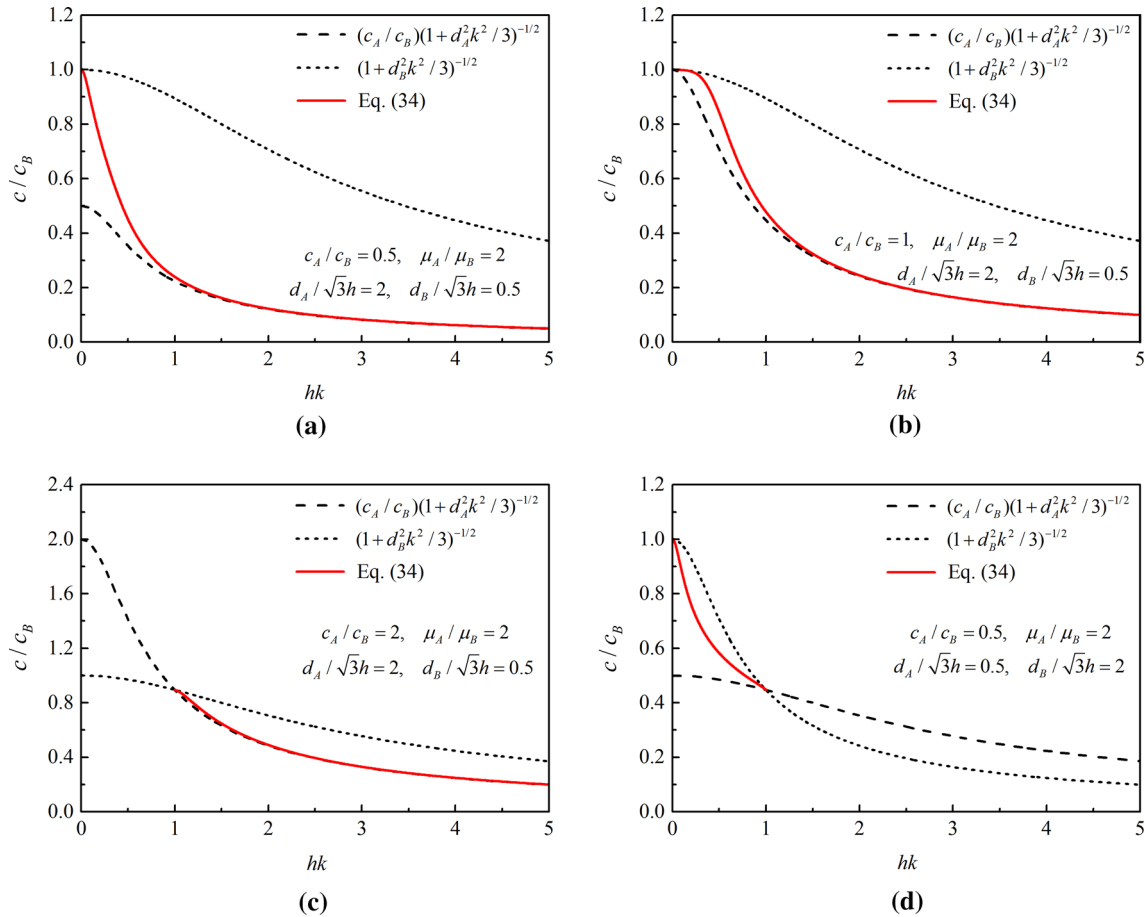 1.2
1.0
0.8
0.6
0.4
0.2
0.0
c / c_B
(c_A / c_B)(1+d_A^2k^2 / 3)^{-1/2}
(1+d_B^2k^2 / 3)^{-1/2}
Eq. (34)
c_A / c_B = 0.5, μ_A / μ_B = 2
d_A / √3h = 2, d_B / √3h = 0.5
0 1 2 3 4 5
hk
(a)
1.2
1.0
0.8
0.6
0.4
0.2
0.0
c / c_B
(c_A / c_B)(1+d_A^2k^2 / 3)^{-1/2}
(1+d_B^2k^2 / 3)^{-1/2}
Eq. (34)
c_A / c_B = 1, μ_A / μ_B = 2
d_A / √3h = 2, d_B / √3h = 0.5
0 1 2 3 4 5
hk
(b)
2.4
2.0
1.6
1.2
0.8
0.4
0.0
c / c_B
(c_A / c_B)(1+d_A^2k^2 / 3)^{-1/2}
(1+d_B^2k^2 / 3)^{-1/2}
Eq. (34)
c_A / c_B = 2, μ_A / μ_B = 2
d_A / √3h = 2, d_B / √3h = 0.5
0 1 2 3 4 5
hk
(c)
1.2
1.0
0.8
0.6
0.4
0.2
0.0
c / c_B
(c_A / c_B)(1+d_A^2k^2 / 3)^{-1/2}
(1+d_B^2k^2 / 3)^{-1/2}
Eq. (34)
c_A / c_B = 0.5, μ_A / μ_B = 2
d_A / √3h = 0.5, d_B / √3h = 2
0 1 2 3 4 5
hk
(d)